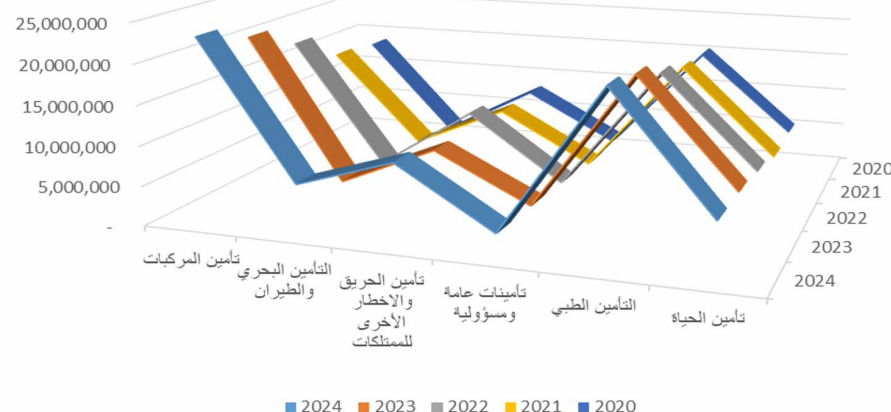 25,000,000
20,000,000
15,000,000
10,000,000
5,000,000
-
2020
2021
2022
2023
2024
تأمين المركبات
التأمين البحري
والطيران
تأمين الحريق
والاخطار
الأخرى
للممتلكات
تأمينات عامة
ومسؤولية
التأمين الطبي
تأمين الحياة
2024 2023 2022 2021 2020